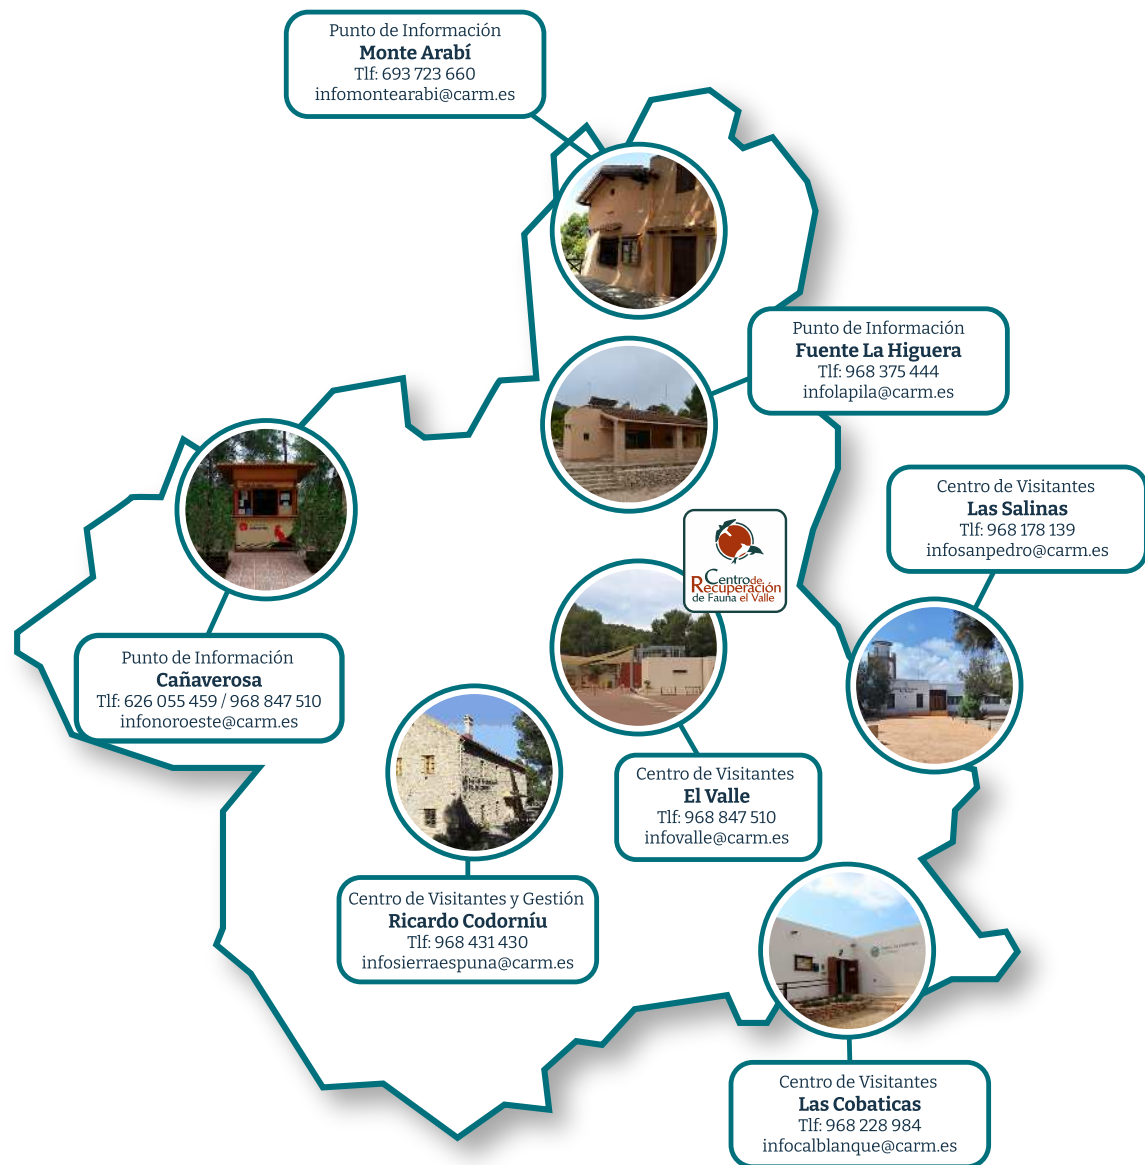 Punto de Información
Monte Arabí
Tlf: 693 723 660
infomontearabi@carm.es
Punto de Información
Fuente La Higuera
Tlf: 968 375 444
infolapila@carm.es
Centro de Visitantes
Las Salinas
Tlf: 968 178 139
infosanpedro@carm.es
Centro de
Recuperación
de Fauna el Valle
Punto de Información
Cañaverosa
Tlf: 626 055 459 / 968 847 510
infonoroeste@carm.es
Centro de Visitantes
El Valle
Tlf: 968 847 510
infovalle@carm.es
Centro de Visitantes y Gestión
Ricardo Codorníu
Tlf: 968 431 430
infosierraespuna@carm.es
Centro de Visitantes
Las Cobaticas
Tlf: 968 228 984
infocalblanque@carm.es